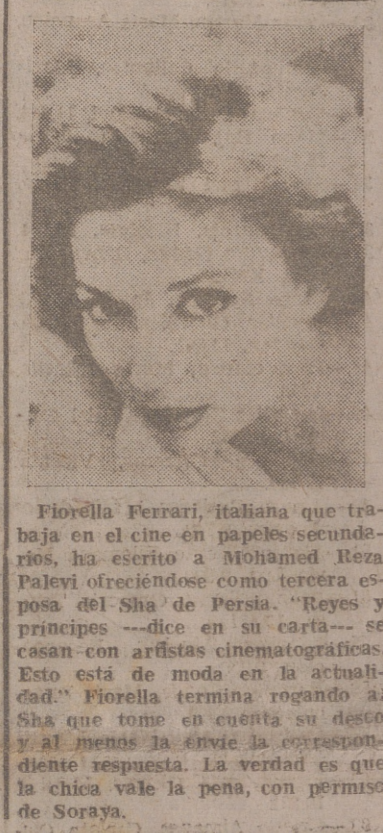 Fiorella Ferrari, italiana que tra-
baja en el cine en papeles secunda-
rios, ha escrito a Mohamed Reza
Palevi ofreciéndose como tercera es-
posa del Sha de Persia. "Reyes y
príncipes ---dice en su carta--- se
casan con artistas cinematográficas
Esto está de moda en la actuali-
dad." Fiorella termina rogando al
Sha que tome en cuenta su deseo
y al menos la envíe la correspon-
diente respuesta. La verdad es que
la chica vale la pena, con permiso
de Soraya.